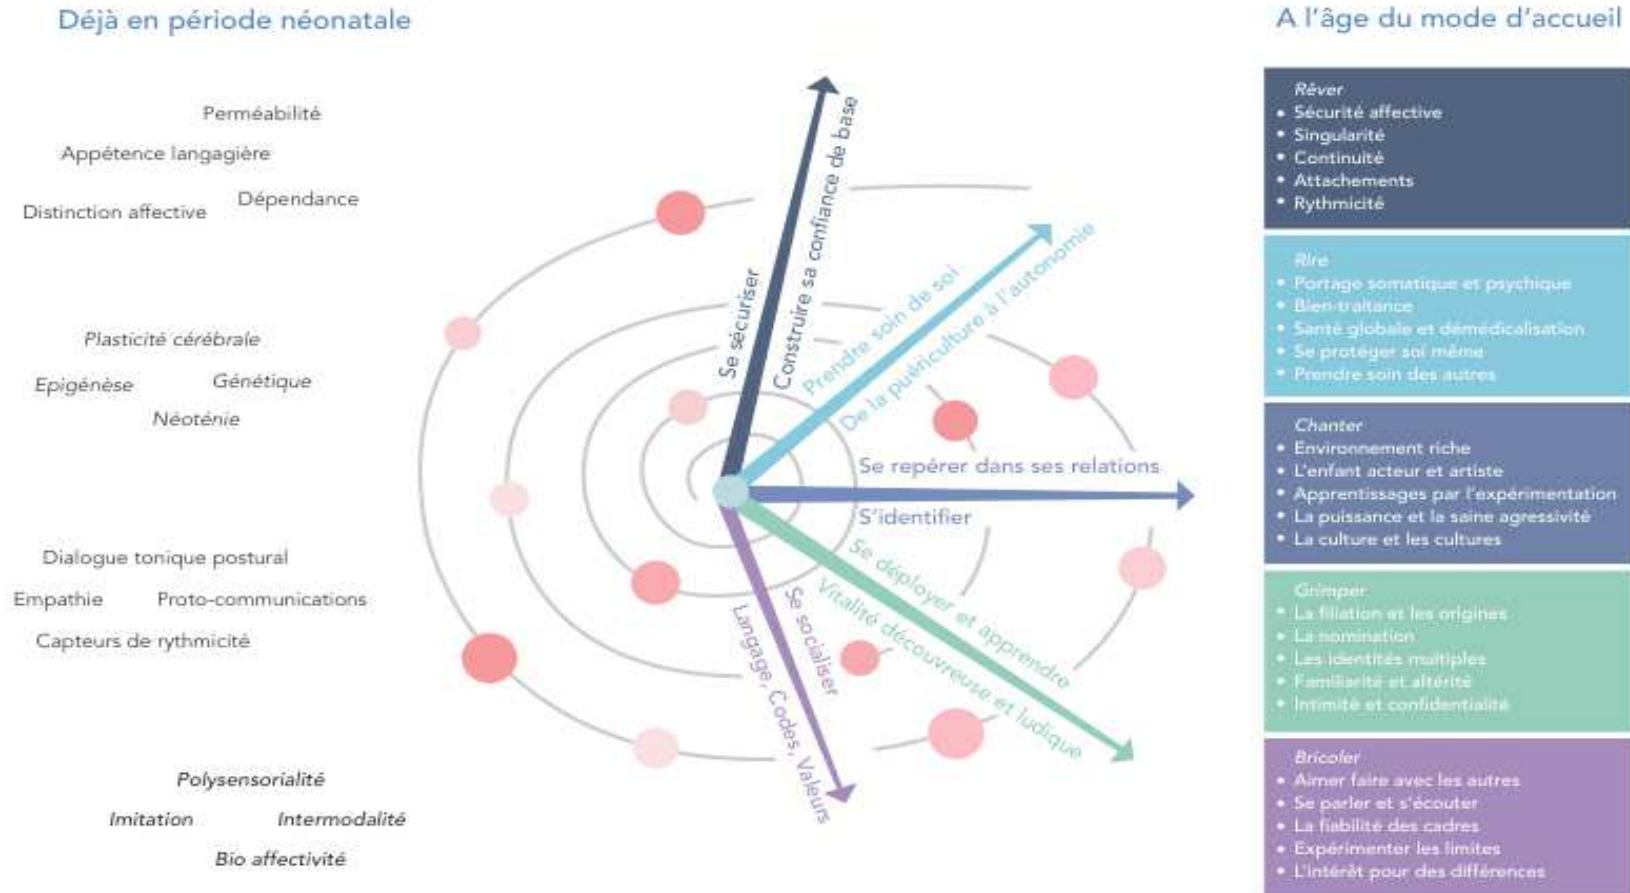 Déjà en période néonatale
Perméabilité
Appétence langagière
Distinction affective
Dépendance
Plasticité cérébrale
Epigénèse
Génétique
Néoténie
Dialogue tonique postural
Empathie
Proto-communications
Capteurs de rythmicité
Polysensorialité
Imitation
Intermodalité
Bio affectivité
Se sécuriser
Construire sa confiance de base
Prendre soin de soi
De la puériculture à l'autonomie
Se repérer dans ses relations
S'identifier
Se déployer et apprendre
Vitalité découvreuse et ludique
Se socialiser
Langage, Codes, Valeurs
A l'âge du mode d'accueil
Rêver
• Sécurité affective
• Singularité
• Continuité
• Attachements
• Rythmicité
Rire
• Portage somatique et psychique
• Bien-traitance
• Santé globale et démédicalisation
• Se protéger soi même
• Prendre soin des autres
Chanter
• Environnement riche
• L'enfant acteur et artiste
• Apprentissages par l'expérimentation
• La puissance et la saine agressivité
• La culture et les cultures
Grimper
• La filiation et les origines
• La nomination
• Les identités multiples
• Familiarité et altérité
• Intimité et confidentialité
Bricoler
• Aimer faire avec les autres
• Se parler et s'écouter
• La fiabilité des cadres
• Expérimenter les limites
• L'intérêt pour des différences